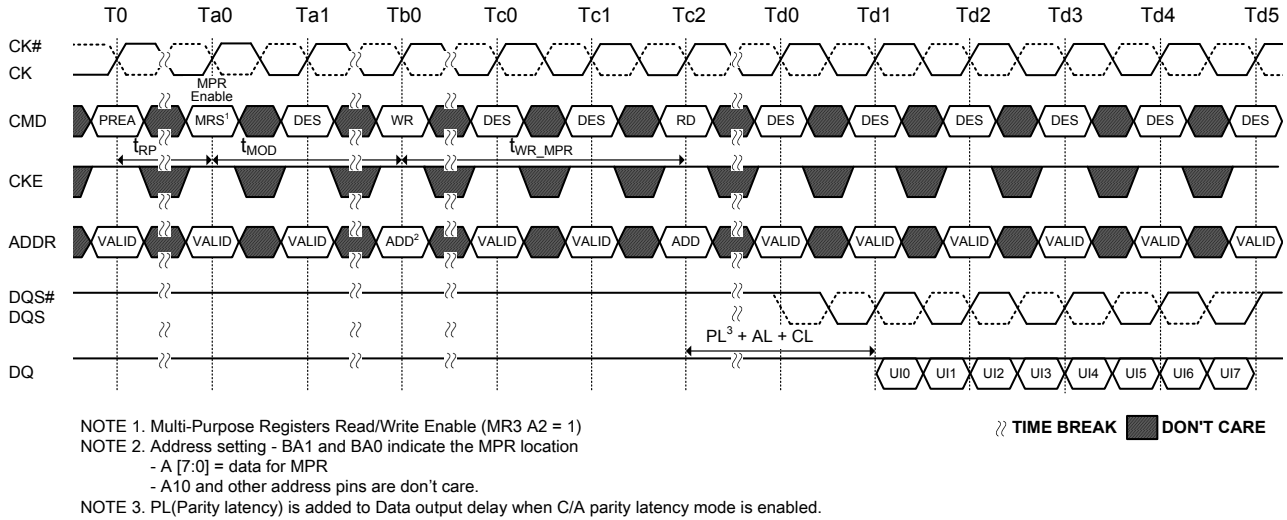 T0 Ta0 Ta1 Tb0 Tc0 Tc1 Tc2 Td0 Td1 Td2 Td3 Td4 Td5
CK#
CK
MPR
Enable
CMD PREA MRS1 DES WR DES DES RD DES DES DES DES DES DES
tRP tMOD tWR_MPR
CKE
ADDR VALID VALID VALID ADD2 VALID VALID ADD VALID VALID VALID VALID VALID VALID
DQS#
DQS
PL3 + AL + CL
DQ UI0 UI1 UI2 UI3 UI4 UI5 UI6 UI7
NOTE 1. Multi-Purpose Registers Read/Write Enable (MR3 A2 = 1)
TIME BREAK DON'T CARE
NOTE 2. Address setting - BA1 and BA0 indicate the MPR location
- A [7:0] = data for MPR
- A10 and other address pins are don't care.
NOTE 3. PL(Parity latency) is added to Data output delay when C/A parity latency mode is enabled.